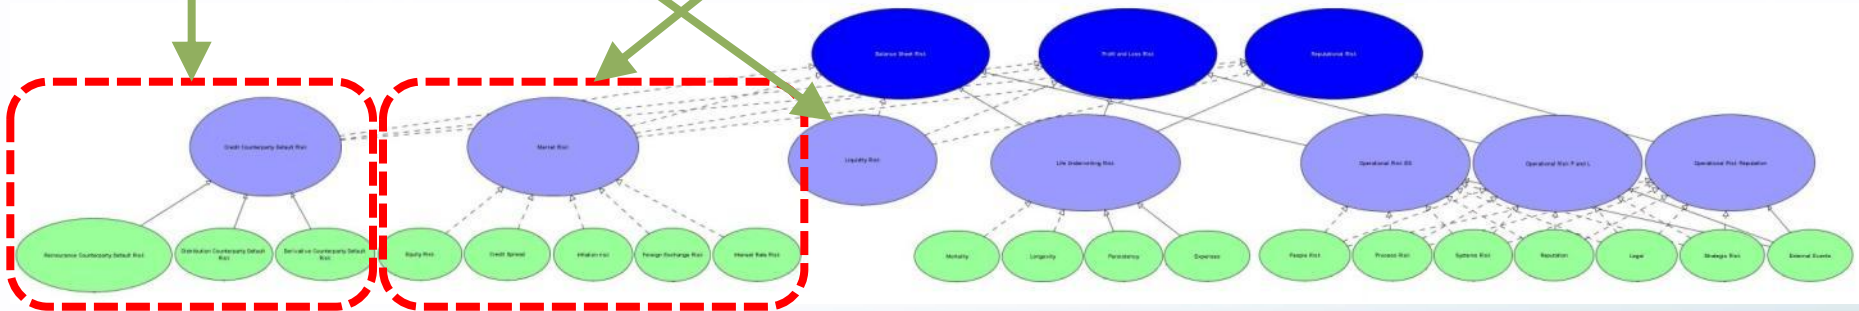 Balance Sheet Risk
Profit and Loss Risk
Reputational Risk
Credit Counterparty Default Risk
Market Risk
Liquidity Risk
Life Underwriting Risk
Operational Risk BS
Operational Risk P and L
Operational Risk Reputation
Reinsurance Counterparty Default Risk
Distribution Counterparty Default
Risk
Derivative Counterparty Default
Risk
Equity Risk
Credit Spread
Inflation risk
Foreign Exchange Risk
Rate Risk
Mortality
Longevity
Persistency
Expenses
People Risk
Process Risk
Systems Risk
Reputation
Legal
Strategic Risk
External Events